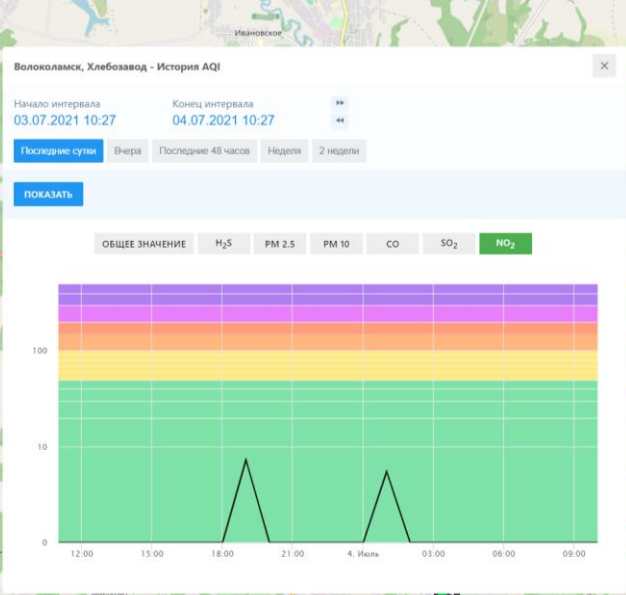 Ивановское
Волоколамск, Хлебозавод - История AQI
Начало интервала
Конец интервала
03.07.2021 10:27
04.07.2021 10:27
Последние сутки
Вчера
Последние 48 часов
Неделя
2 недели
ПОКАЗАТЬ
ОБЩЕЕ ЗНАЧЕНИЕ
H₂S
PM 2.5
PM 10
CO
SO₂
NO₂
100
10
0
12:00
15:00
18:00
21:00
4. Июль
03:00
06:00
09:00